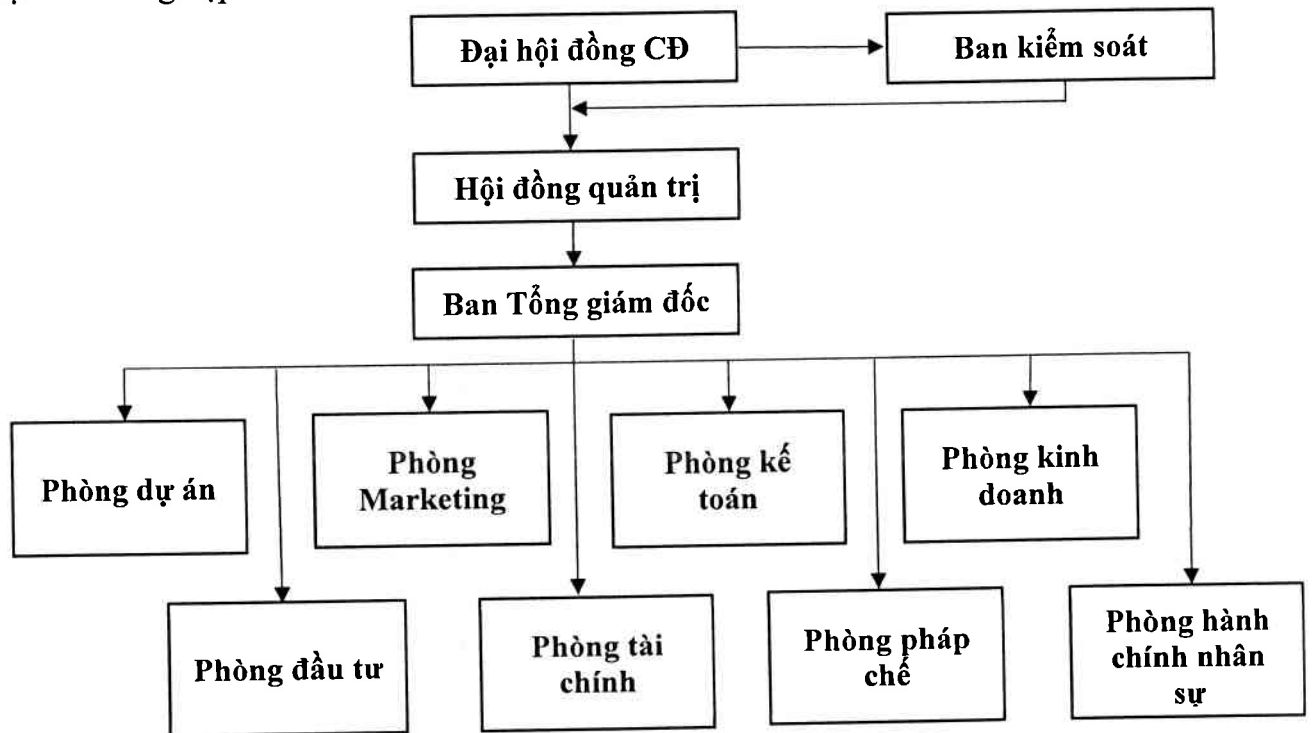 Đại hội đồng CĐ
Ban kiểm soát
Hội đồng quản trị
Ban Tổng giám đốc
Phòng dự án
Phòng
Marketing
Phòng kế
toán
Phòng kinh
doanh
Phòng đầu tư
Phòng tài
chính
Phòng pháp
chế
Phòng hành
chính nhân
sự